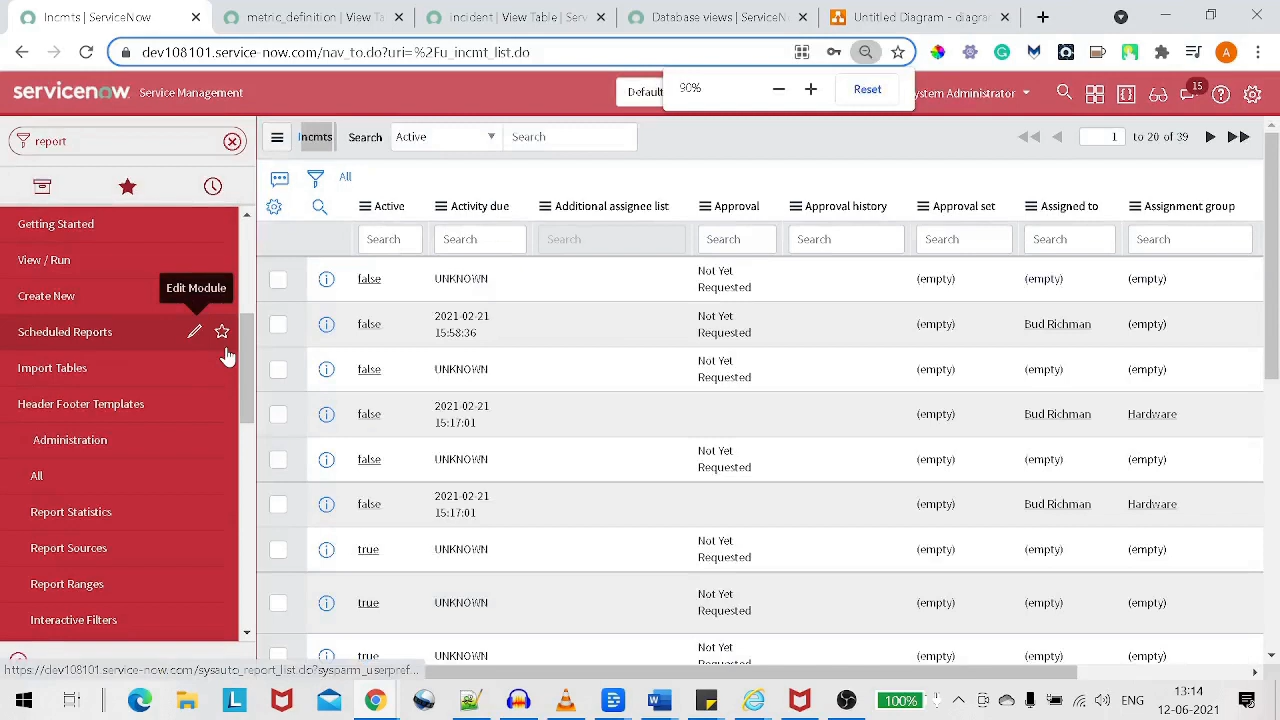 Incmts | ServiceNow
metric_definition | View Ta
Incident | View Table | Serv
Database views | ServiceN
Untitled Diagram - diagra
dev108101.service-now.com/nav_to.do?uri=%2Fu_incmt_list.do
A
servicenow Service Management
Default
90%
Reset
ystem Administrator
15
report
Incmts
Search
Active
Search
1
to 20 of 39
All
Active
Activity due
Additional assignee list
Approval
Approval history
Approval set
Assigned to
Assignment group
Search Search Search Search Search Search Search Search
Getting Started
View / Run
Create New
Edit Module
Scheduled Reports
Import Tables
Header Footer Templates
Administration
All
Report Statistics
Report Sources
Report Ranges
Interactive Filters
false UNKNOWN Not Yet Requested (empty) (empty) (empty)
false 2021-02-21 15:58:36 (empty) Bud Richman (empty)
false UNKNOWN Not Yet Requested (empty) (empty) (empty)
false 2021-02-21 15:17:01 (empty) Bud Richman Hardware
false UNKNOWN Not Yet Requested (empty) (empty) (empty)
false 2021-02-21 15:17:01 (empty) Bud Richman Hardware
true UNKNOWN Not Yet Requested (empty) (empty) (empty)
true UNKNOWN Not Yet Requested (empty) (empty) (empty)
true UNKNOWN Not Yet (empty) (empty) (empty)
https://dev108101.service-now.com/sysauto_report_list.do?sysparm_userpref...
100%
ENG
13:14
12-06-2021